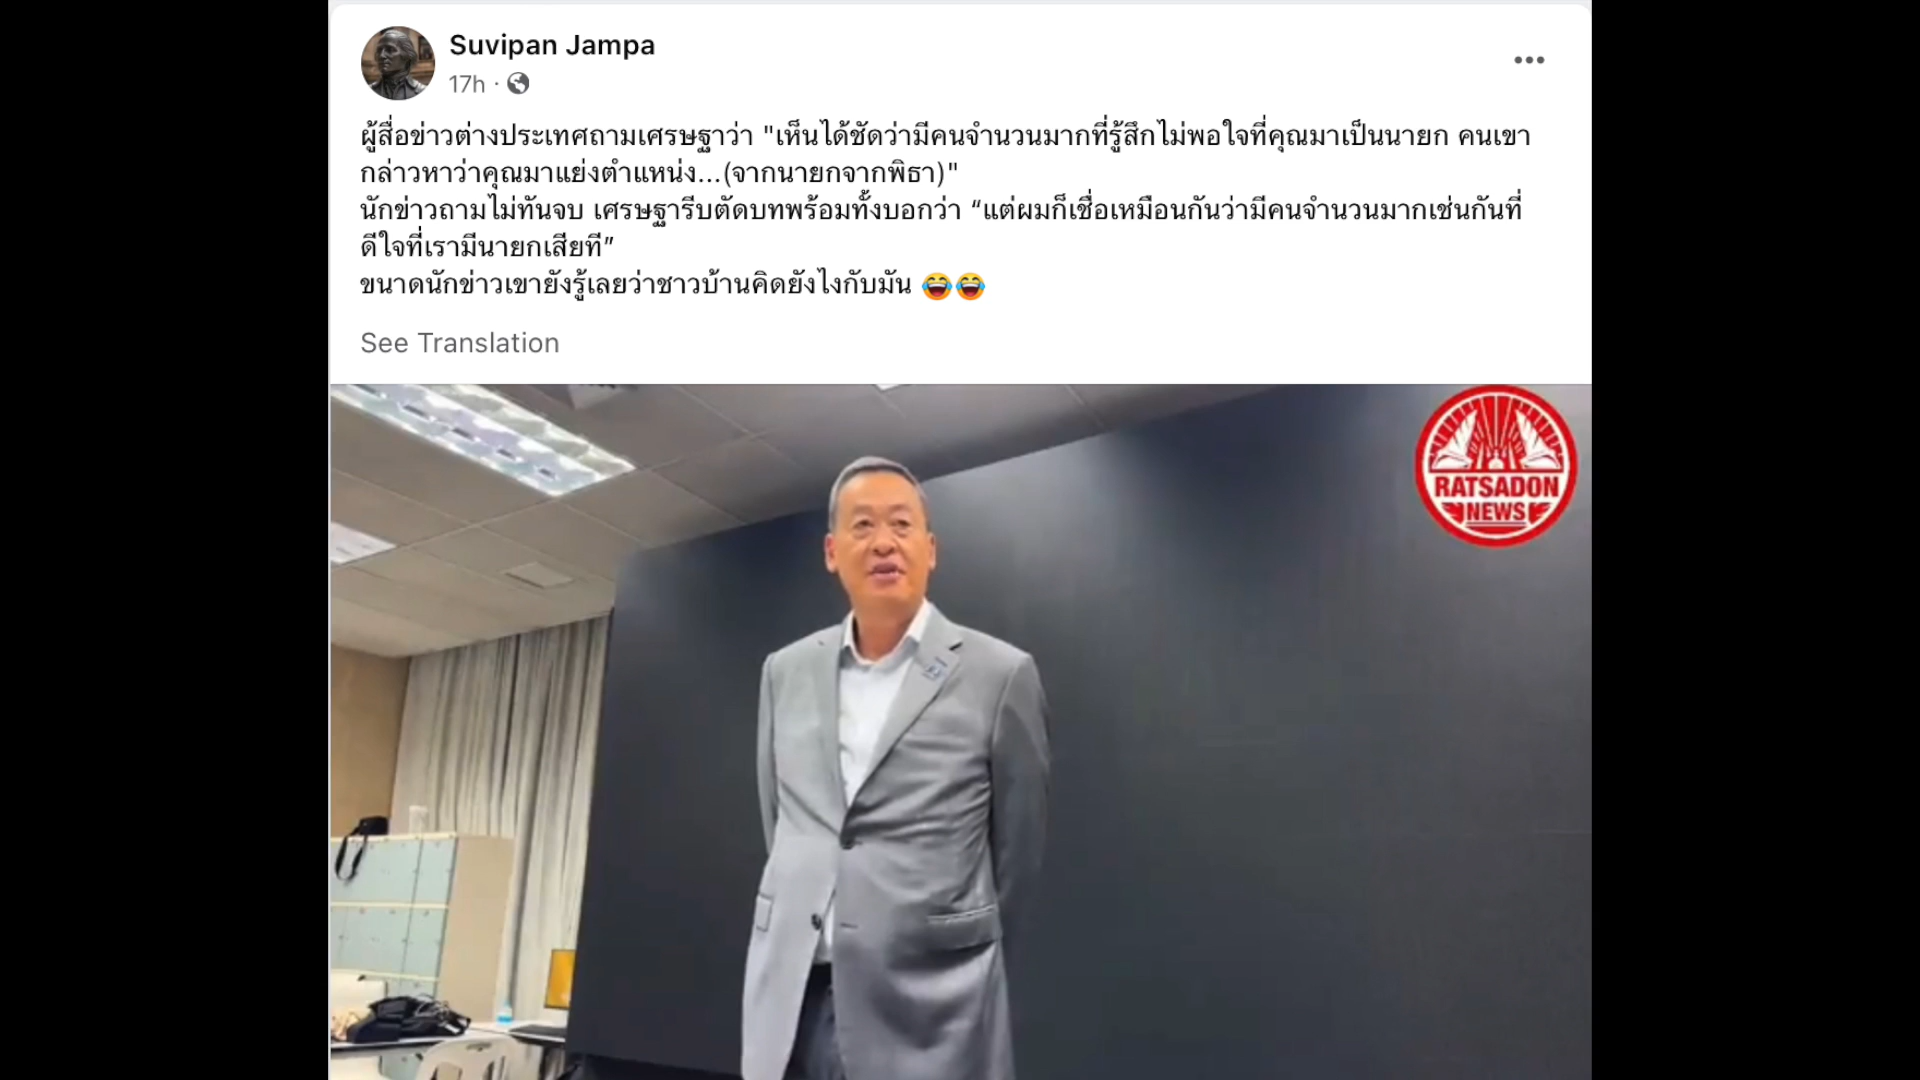 Suvipan Jampa
17h ·
ผู้สื่อข่าวต่างประเทศถามเศรษฐาว่า "เห็นได้ชัดว่ามีคนจำนวนมากที่รู้สึกไม่พอใจที่คุณมาเป็นนายก คนเขา
กล่าวหาว่าคุณมาแย่งตำแหน่ง...(จากนายกจากพิธา)"
นักข่าวถามไม่ทันจบ เศรษฐารีบตัดบทพร้อมทั้งบอกว่า “แต่ผมก็เชื่อเหมือนกันว่ามีคนจำนวนมากเช่นกันที่
ดีใจที่เรามีนายกเสียที”
ขนาดนักข่าวเขายังรู้เลยว่าชาวบ้านคิดยังไงกับมัน 😂😂
See Translation
RATSADON
NEWS